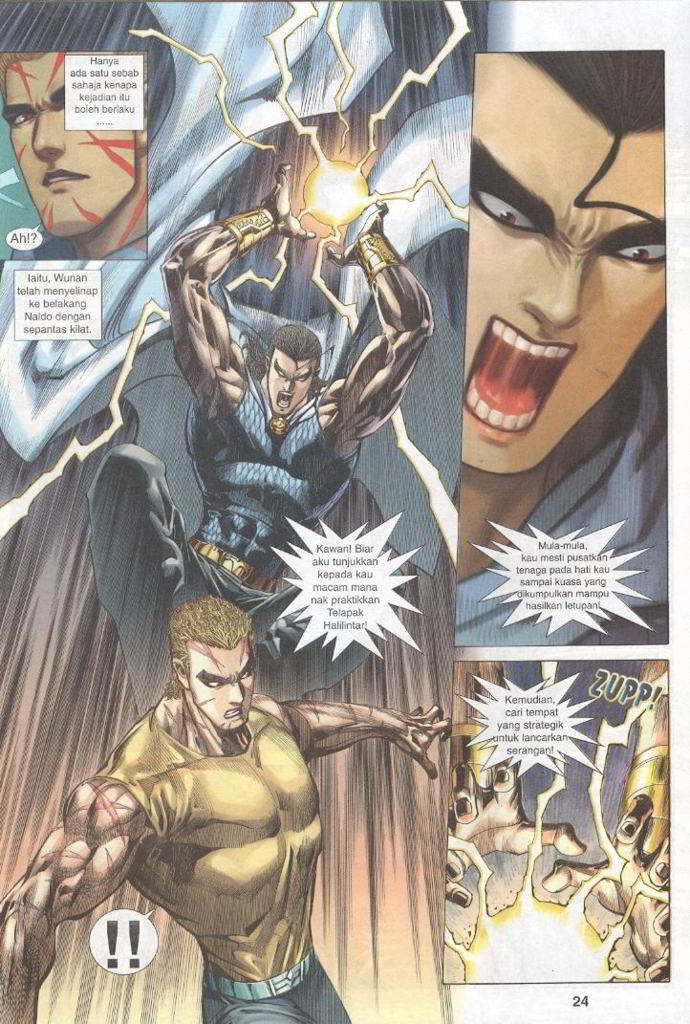 Hanya
ada satu sebab
sahaja kenapa
kejadian itu
boleh berlaku
......
Ah!?
Iaitu, Wunan
telah menyelinap
ke belakang
Naldo dengan
sepantas kilat.
Kawan! Biar
aku tunjukkan
kepada kau
macam mana
nak praktikkan
Telapak
Halilintar!
!!
Mula-mula,
kau mesti pusatkan
tenaga pada hati kau
sampai kuasa yang
dikumpulkan mampu
hasilkan letupan!
Kemudian,
cari tempat
yang strategik
untuk lancarkan
serangan!
ZUPP!
24